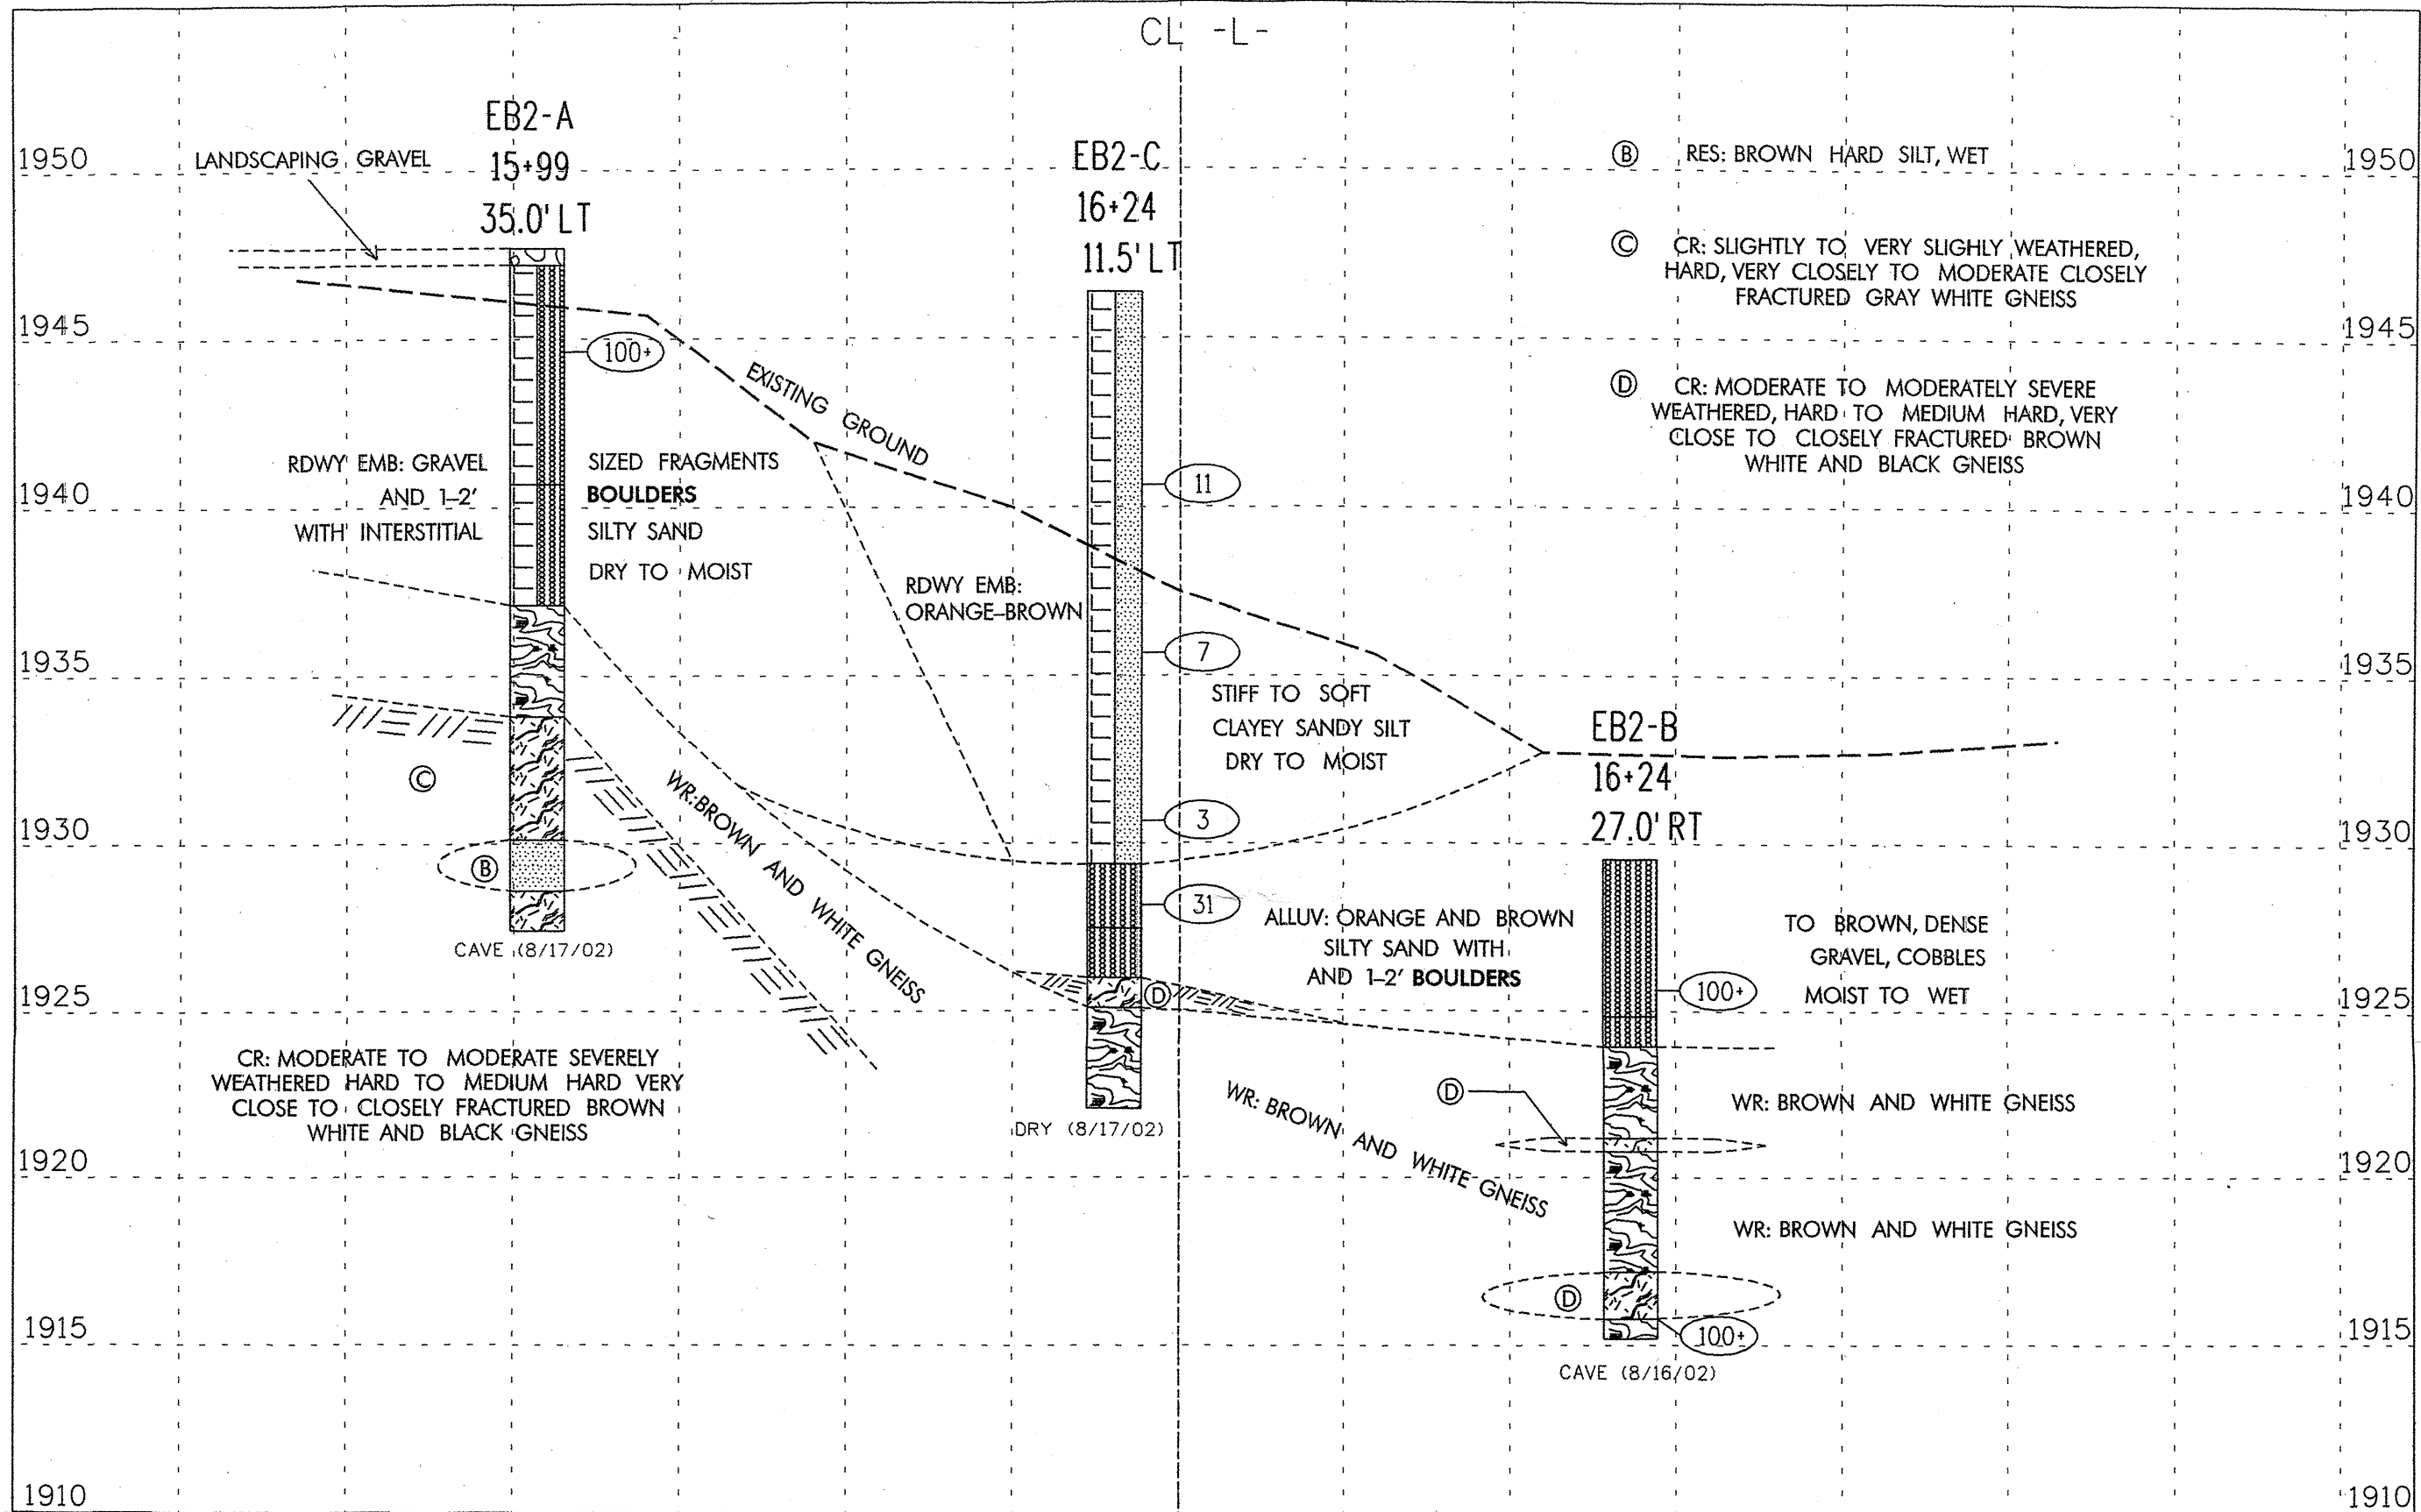 CL -L-
EB2-A
15+99
35.0' LT
LANDSCAPING GRAVEL
EB2-C
16+24
11.5' LT
Ⓑ RES: BROWN HARD SILT, WET
Ⓒ CR: SLIGHTLY TO VERY SLIGHLY WEATHERED,
HARD, VERY CLOSELY TO MODERATE CLOSELY
FRACTURED GRAY WHITE GNEISS
Ⓓ CR: MODERATE TO MODERATELY SEVERE
WEATHERED, HARD TO MEDIUM HARD, VERY
CLOSE TO CLOSELY FRACTURED BROWN
WHITE AND BLACK GNEISS
1950 1950
1945 1945
1940 1940
1935 1935
1930 1930
1925 1925
1920 1920
1915 1915
1910 1910
100+
EXISTING GROUND
RDWY EMB: GRAVEL SIZED FRAGMENTS
AND 1-2' BOULDERS
WITH INTERSTITIAL SILTY SAND
DRY TO MOIST
11
RDWY EMB:
ORANGE-BROWN
7
STIFF TO SOFT
CLAYEY SANDY SILT
DRY TO MOIST
3
EB2-B
16+24
27.0' RT
Ⓒ
Ⓑ
WR: BROWN AND WHITE GNEISS
CAVE (8/17/02)
31
ALLUV: ORANGE AND BROWN TO BROWN, DENSE
SILTY SAND WITH GRAVEL, COBBLES
AND 1-2' BOULDERS MOIST TO WET
Ⓓ
100+
CR: MODERATE TO MODERATE SEVERELY
WEATHERED HARD TO MEDIUM HARD VERY
CLOSE TO CLOSELY FRACTURED BROWN
WHITE AND BLACK GNEISS
DRY (8/17/02)
WR: BROWN AND WHITE GNEISS
Ⓓ
WR: BROWN AND WHITE GNEISS
WR: BROWN AND WHITE GNEISS
Ⓓ
100+
CAVE (8/16/02)